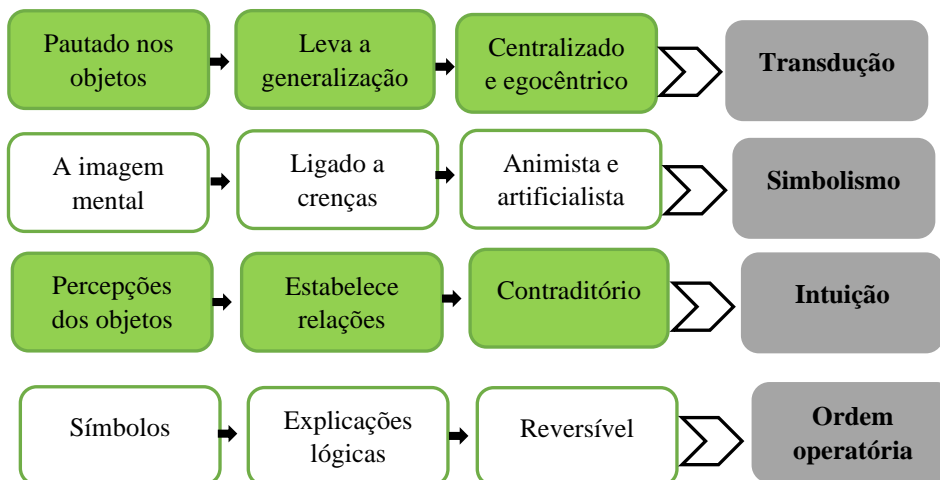 Pautado nos
objetos
Leva a
generalização
Centralizado
e egocêntrico
Transdução
A imagem
mental
Ligado a
crenças
Animista e
artificialista
Simbolismo
Percepções
dos objetos
Estabelece
relações
Contraditório
Intuição
Símbolos
Explicações
lógicas
Reversível
Ordem
operatória